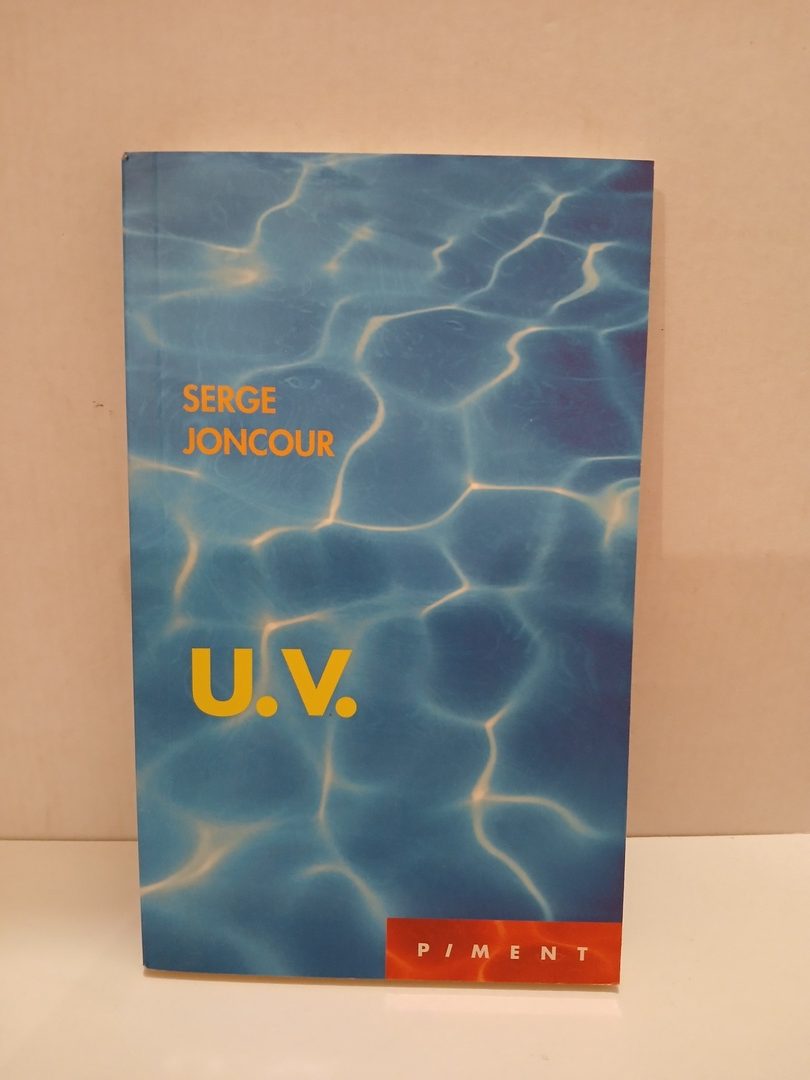 SERGE
JONCOUR
U.V.
PIMENT